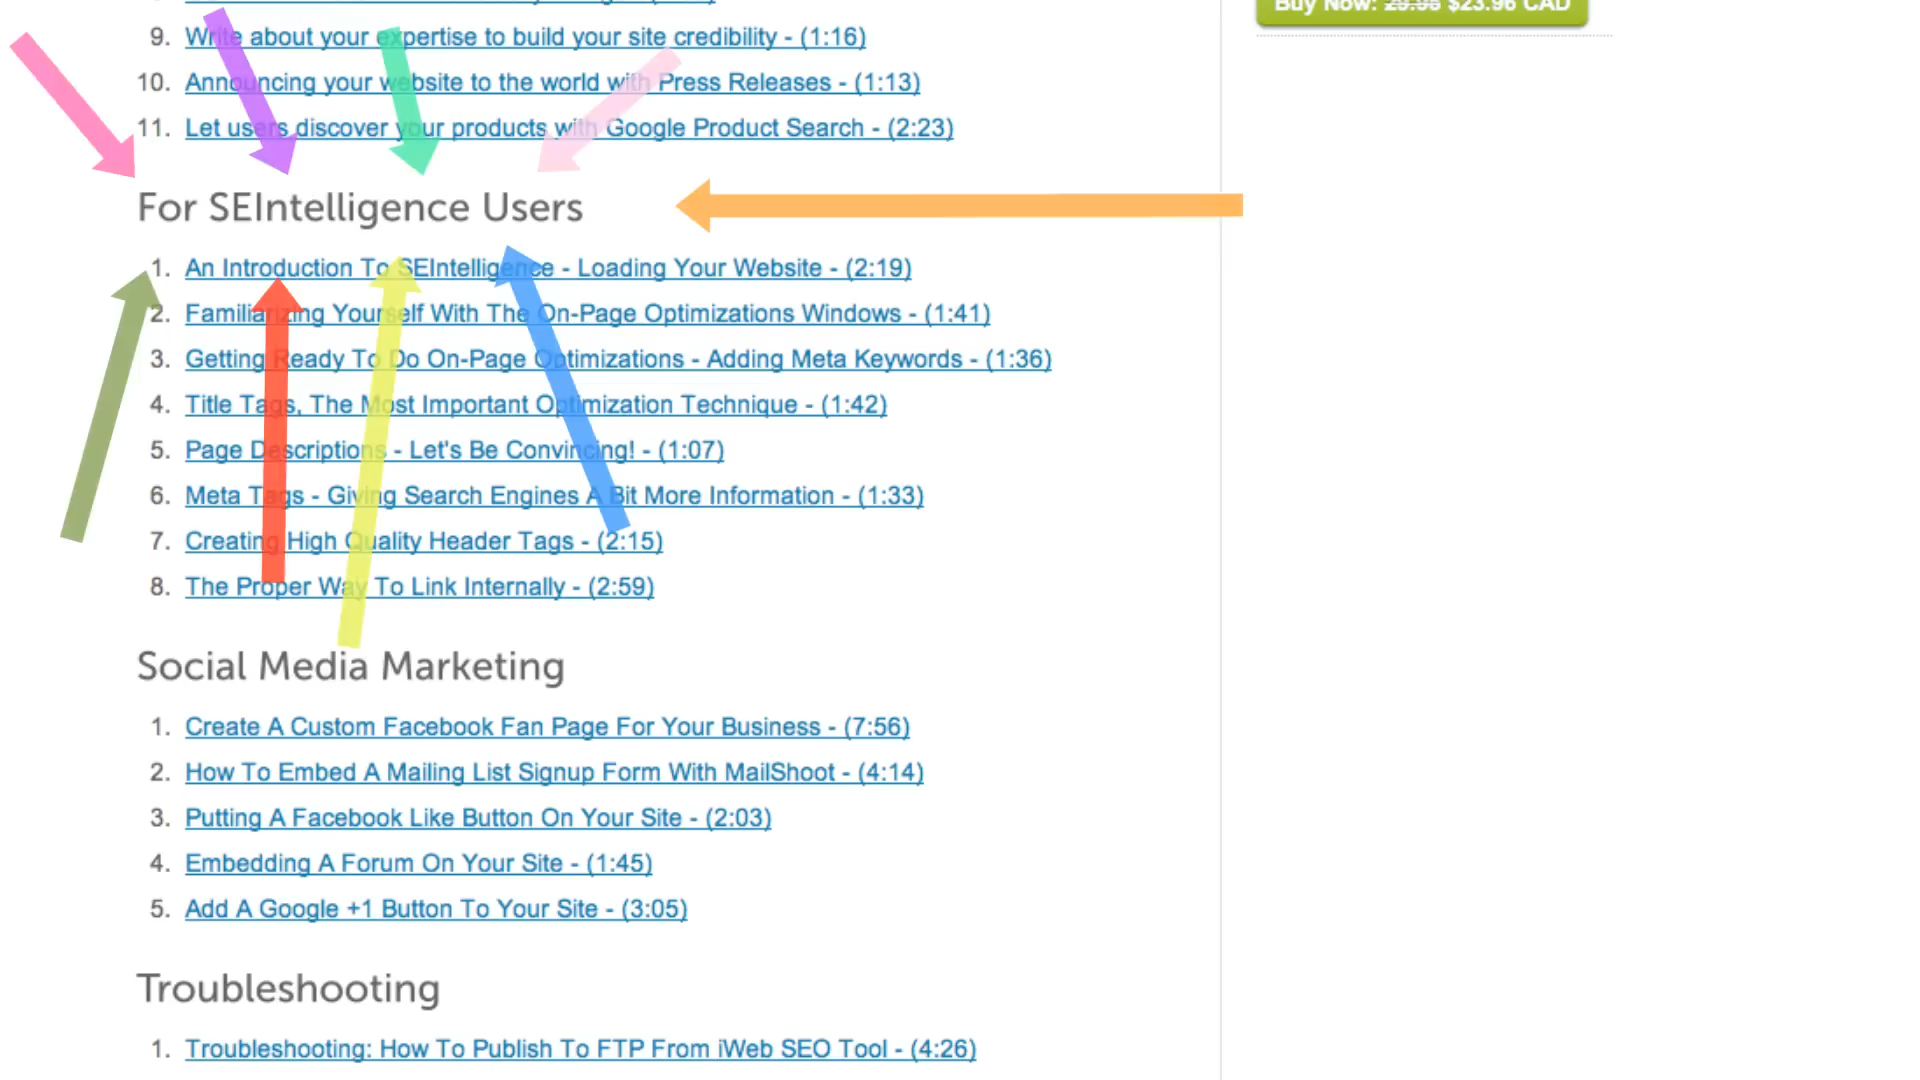 9. Write about your expertise to build your site credibility - (1:16)
10. Announcing your website to the world with Press Releases - (1:13)
11. Let users discover your products with Google Product Search - (2:23)
For SEIntelligence Users
1. An Introduction To SEIntelligence - Loading Your Website - (2:19)
2. Familiarizing Yourself With The On-Page Optimizations Windows - (1:41)
3. Getting Ready To Do On-Page Optimizations - Adding Meta Keywords - (1:36)
4. Title Tags, The Most Important Optimization Technique - (1:42)
5. Page Descriptions - Let's Be Convincing! - (1:07)
6. Meta Tags - Giving Search Engines A Bit More Information - (1:33)
7. Creating High Quality Header Tags - (2:15)
8. The Proper Way To Link Internally - (2:59)
Social Media Marketing
1. Create A Custom Facebook Fan Page For Your Business - (7:56)
2. How To Embed A Mailing List Signup Form With MailShoot - (4:14)
3. Putting A Facebook Like Button On Your Site - (2:03)
4. Embedding A Forum On Your Site - (1:45)
5. Add A Google +1 Button To Your Site - (3:05)
Troubleshooting
1. Troubleshooting: How To Publish To FTP From iWeb SEO Tool - (4:26)
Buy Now: $23.96 CAD